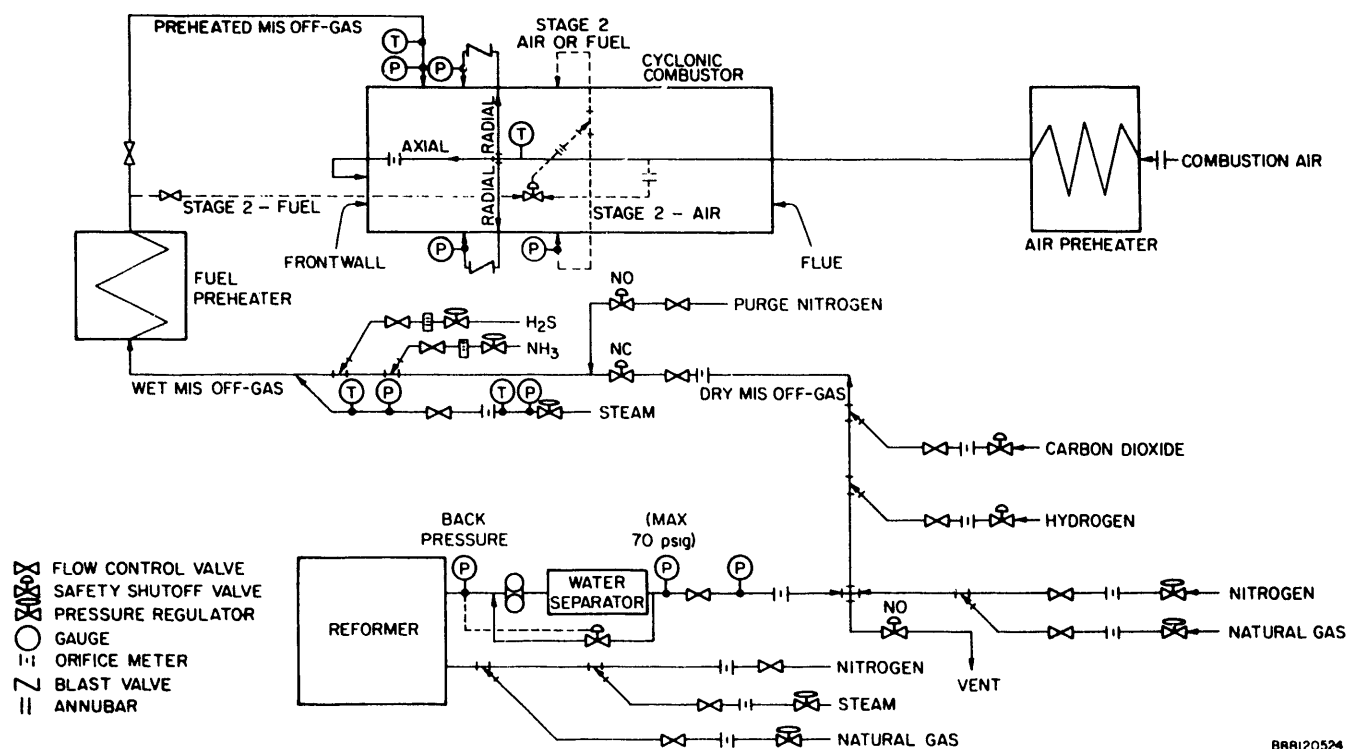 PREHEATED MIS OFF-GAS
T
P
P
STAGE 2
AIR OR FUEL
CYCLONIC
COMBUSTOR
RADIAL
RADIAL
AXIAL
T
COMBUSTION AIR
STAGE 2 - FUEL
STAGE 2 - AIR
AIR PREHEATER
P
P
FRONTWALL
FLUE
FUEL
PREHEATER
NO
PURGE NITROGEN
H2S
NH3
NC
WET MIS OFF-GAS
DRY MIS OFF-GAS
T
P
T
P
STEAM
CARBON DIOXIDE
HYDROGEN
BACK
PRESSURE
(MAX
70 psig)
P
P
P
WATER
SEPARATOR
REFORMER
NITROGEN
NO
NATURAL GAS
VENT
NITROGEN
STEAM
NATURAL GAS
FLOW CONTROL VALVE
SAFETY SHUTOFF VALVE
PRESSURE REGULATOR
GAUGE
ORIFICE METER
BLAST VALVE
ANNUBAR
B88120524